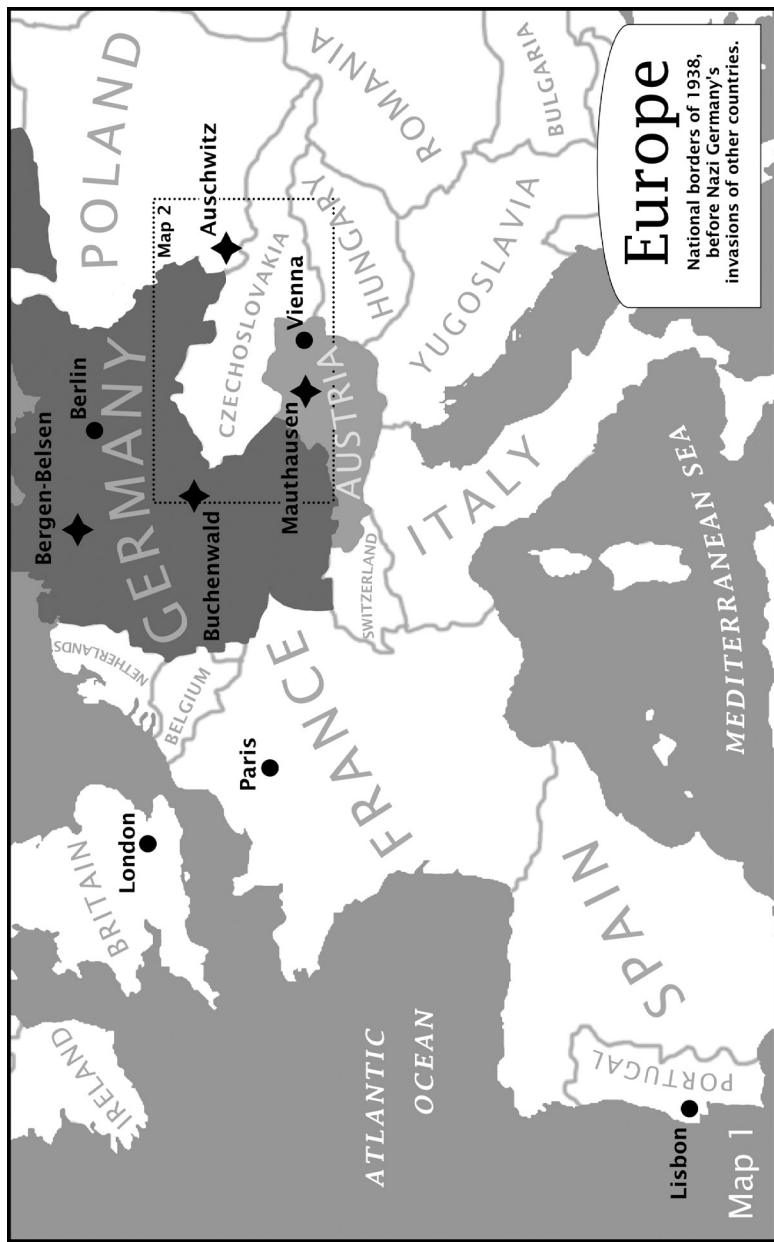 Europe
National borders of 1938,
before Nazi Germany's
invasions of other countries.
IRELAND
BRITAIN
London
NETHERLANDS
BELGIUM
Bergen-Belsen
Berlin
GERMANY
POLAND
Map 2
Auschwitz
Buchenwald
CZECHOSLOVAKIA
Paris
FRANCE
Mauthausen
Vienna
AUSTRIA
SWITZERLAND
HUNGARY
ROMANIA
ATLANTIC
OCEAN
ITALY
YUGOSLAVIA
BULGARIA
SPAIN
PORTUGAL
Lisbon
MEDITERRANEAN SEA
Map 1